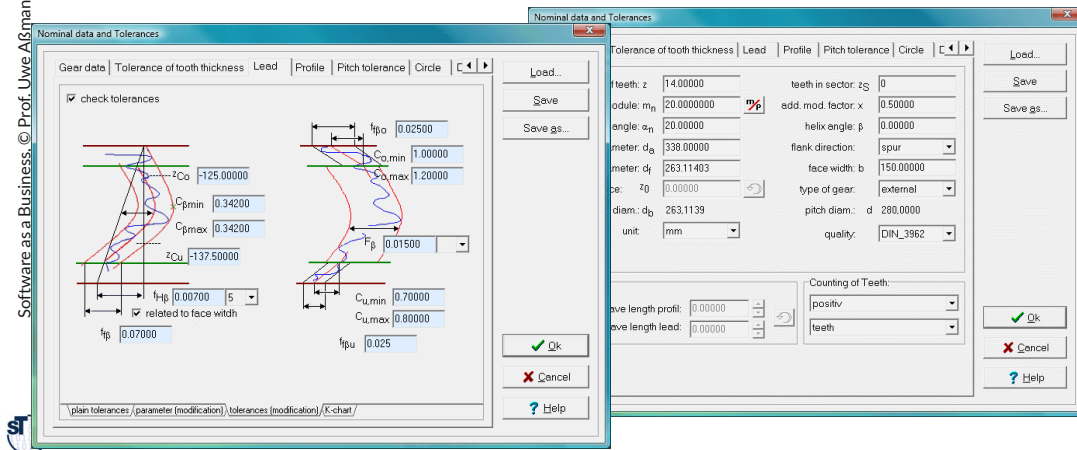 Software as a Business, © Prof. Uwe Aßman
Nominal data and Tolerances
Gear data Tolerance of tooth thickness Lead Profile Pitch tolerance Circle
check tolerances
zCo -125.00000
Cβmin 0.34200
Cβmax 0.34200
zCu -137.50000
fHβ 0.00700 5
related to face witdh
ffβ 0.07000
ffβo 0.02500
Co,min 1.00000
Co,max 1.20000
Fβ 0.01500
Cu,min 0.70000
Cu,max 0.80000
ffβu 0.025
plain tolerances parameter (modification) tolerances (modification) K-chart
Load...
Save
Save as...
Ok
Cancel
? Help
Nominal data and Tolerances
Tolerance of tooth thickness Lead Profile Pitch tolerance Circle
f teeth: z 14.00000 teeth in sector: zS 0
odule: mn 20.0000000 m/p add. mod. factor: x 0.50000
angle: αn 20.00000 helix angle: β 0.00000
meter: da 338.00000 flank direction: spur
meter: df 263.11403 face width: b 150.00000
ce: z0 0.00000 type of gear: external
diam.: db 263,1139 pitch diam.: d 280,0000
unit: mm quality: DIN_3962
ave length profil: 0.00000
ave length lead: 0.00000
Counting of Teeth:
positiv
teeth
Load...
Save
Save as...
Ok
Cancel
? Help
ST